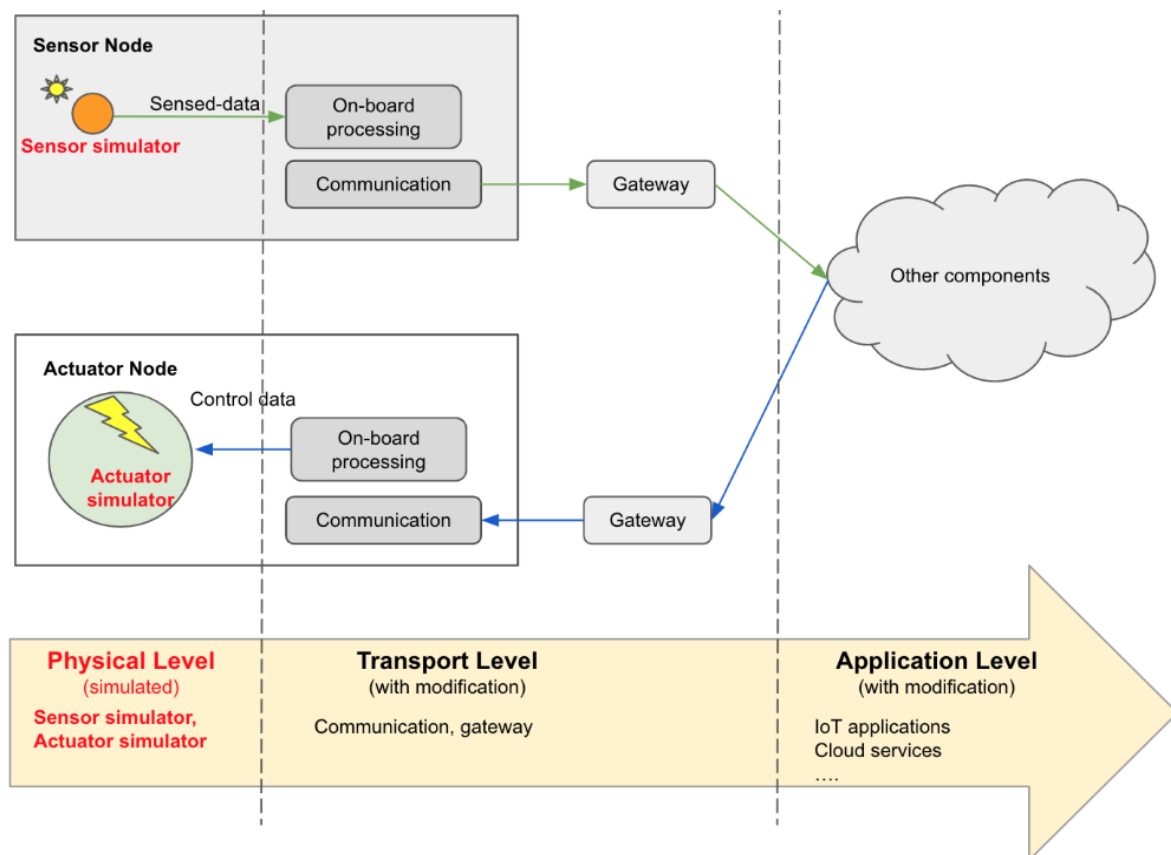 Sensor Node
Sensed-data
Sensor simulator
On-board
processing
Communication
Gateway
Other components
Actuator Node
Control data
Actuator
simulator
On-board
processing
Communication
Gateway
Physical Level
(simulated)
Sensor simulator,
Actuator simulator
Transport Level
(with modification)
Communication, gateway
Application Level
(with modification)
IoT applications
Cloud services
....